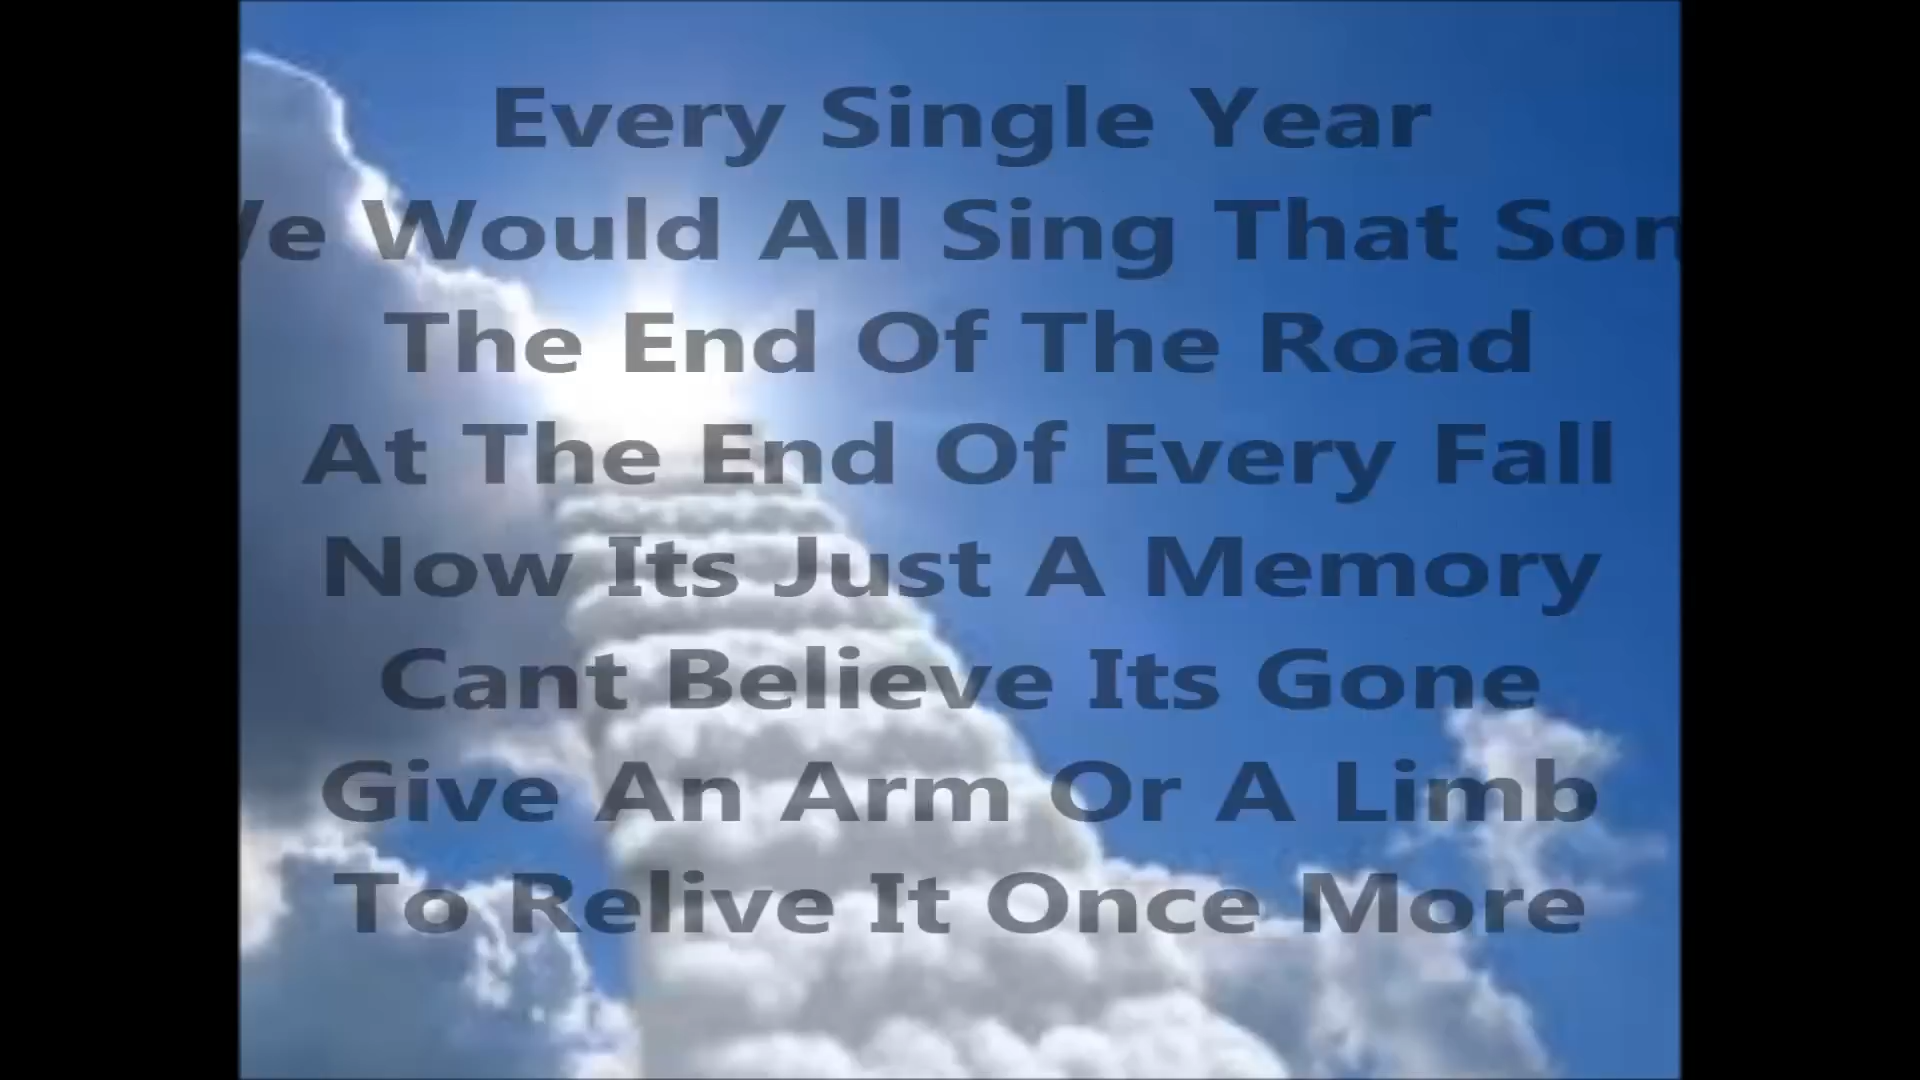 Every Single Year
We Would All Sing That Son
The End Of The Road
At The End Of Every Fall
Now Its Just A Memory
Cant Believe Its Gone
Give An Arm Or A Limb
To Relive It Once More